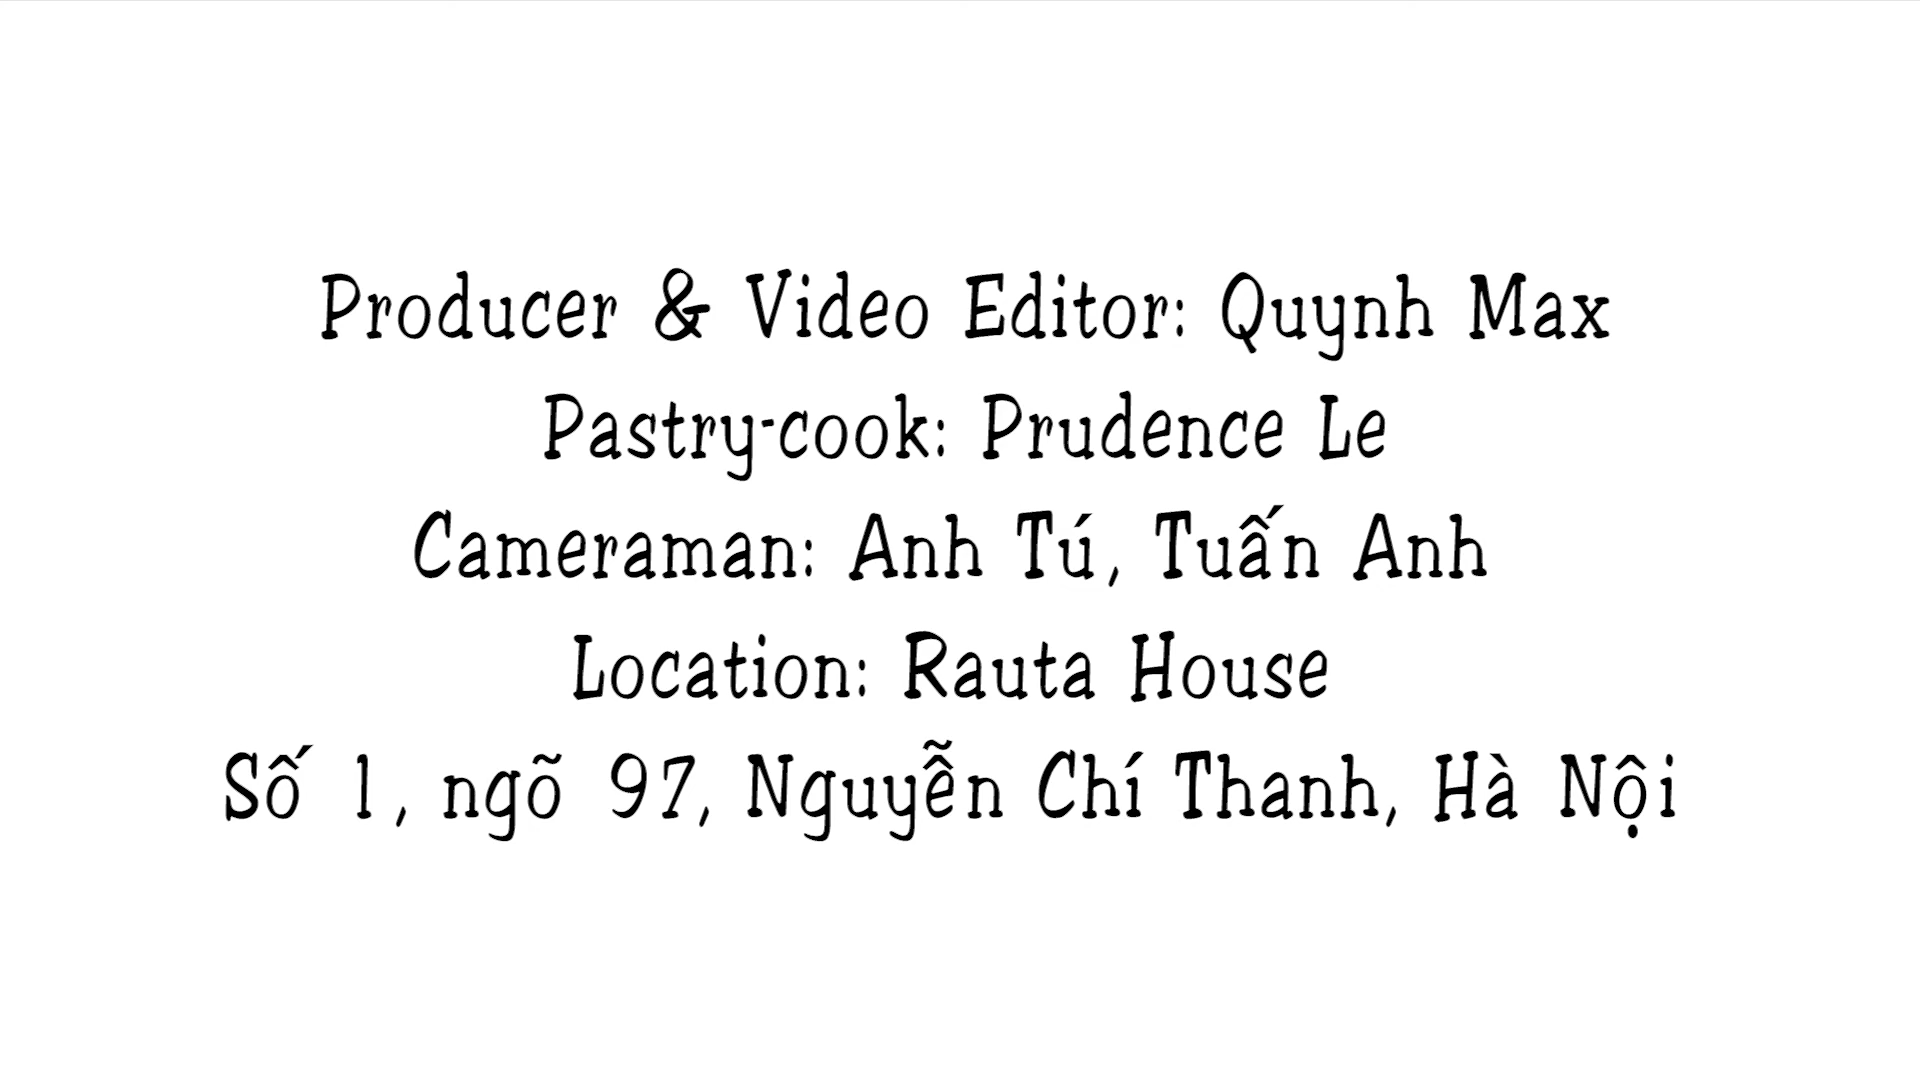 Producer & Video Editor: Quynh Max
Pastry-cook: Prudence Le
Cameraman: Anh Tú, Tuấn Anh
Location: Rauta House
Số 1, ngõ 97, Nguyễn Chí Thanh, Hà Nội